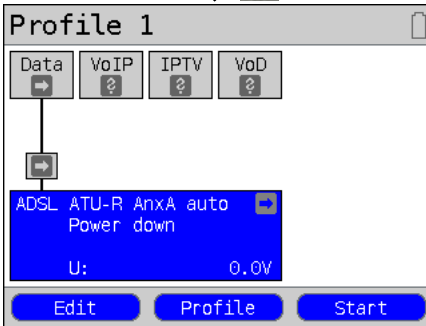 Profile 1
Data VoIP IPTV VoD
ADSL ATU-R AnxA auto
Power down
U: 0.0V
Edit Profile Start